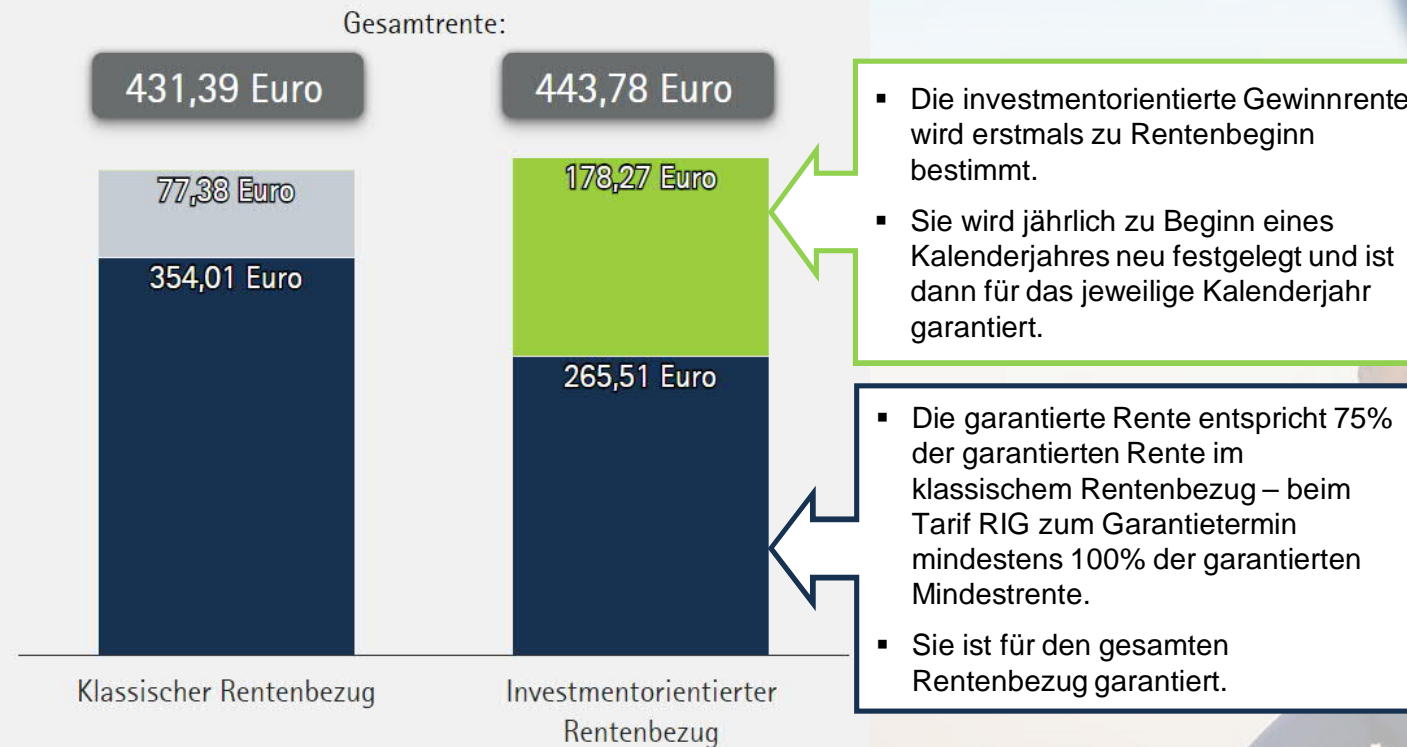 Gesamtrente:
431,39 Euro
443,78 Euro
77,38 Euro
354,01 Euro
178,27 Euro
265,51 Euro
Klassischer Rentenbezug
Investmentorientierter
Rentenbezug
▪ Die investmentorientierte Gewinnrente
wird erstmals zu Rentenbeginn
bestimmt.
▪ Sie wird jährlich zu Beginn eines
Kalenderjahres neu festgelegt und ist
dann für das jeweilige Kalenderjahr
garantiert.
▪ Die garantierte Rente entspricht 75%
der garantierten Rente im
klassischem Rentenbezug – beim
Tarif RIG zum Garantietermin
mindestens 100% der garantierten
Mindestrente.
▪ Sie ist für den gesamten
Rentenbezug garantiert.